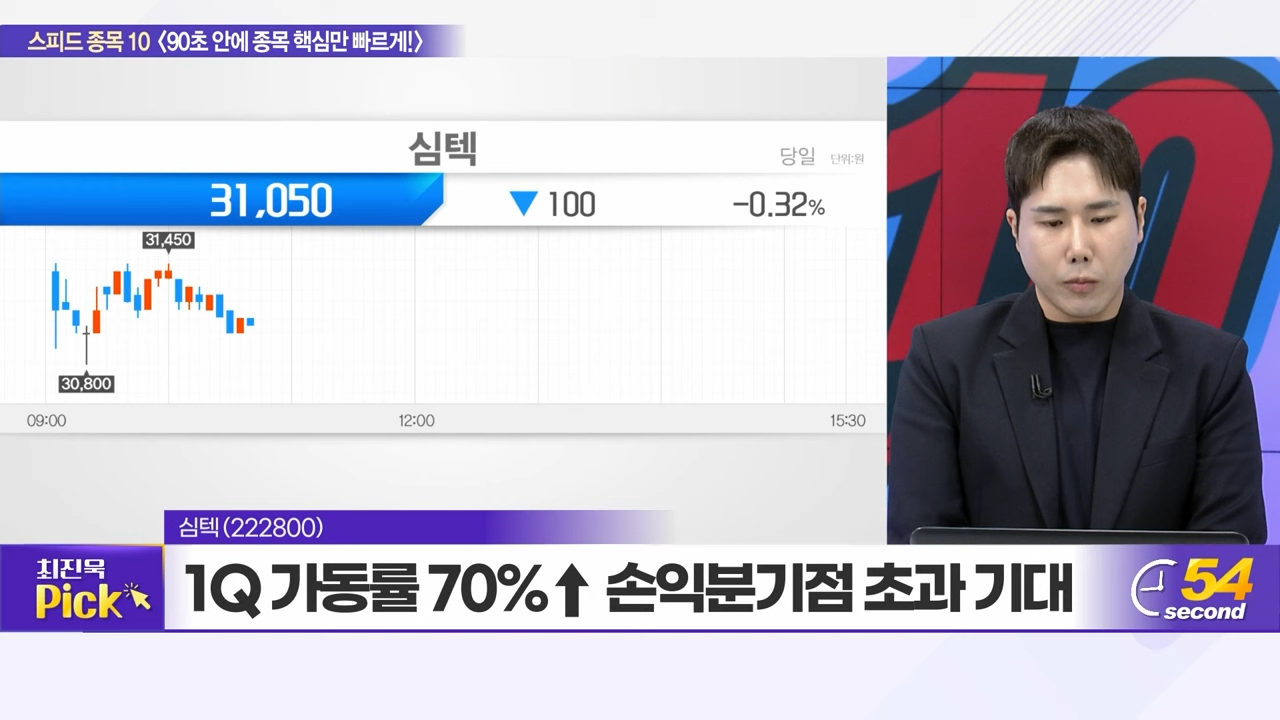 스피드 종목 10 <90초 안에 종목 핵심만 빠르게!>
심텍
당일 단위:원
31,050 ▼ 100 -0.32%
31,450
30,800
09:00 12:00 15:30
심텍(222800)
최진욱
Pick
1Q 가동률 70%↑ 손익분기점 초과 기대
54
second
10